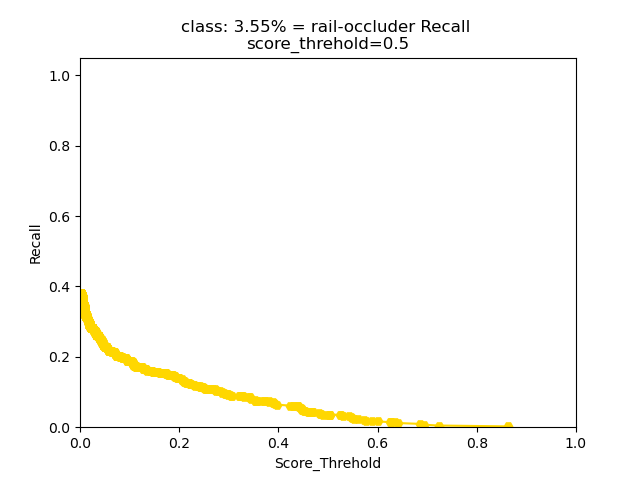 class: 3.55% = rail-occluder Recall
score_threhold=0.5
1.0
0.8
0.6
0.4
0.2
0.0
Recall
0.0 0.2 0.4 0.6 0.8 1.0
Score_Threhold